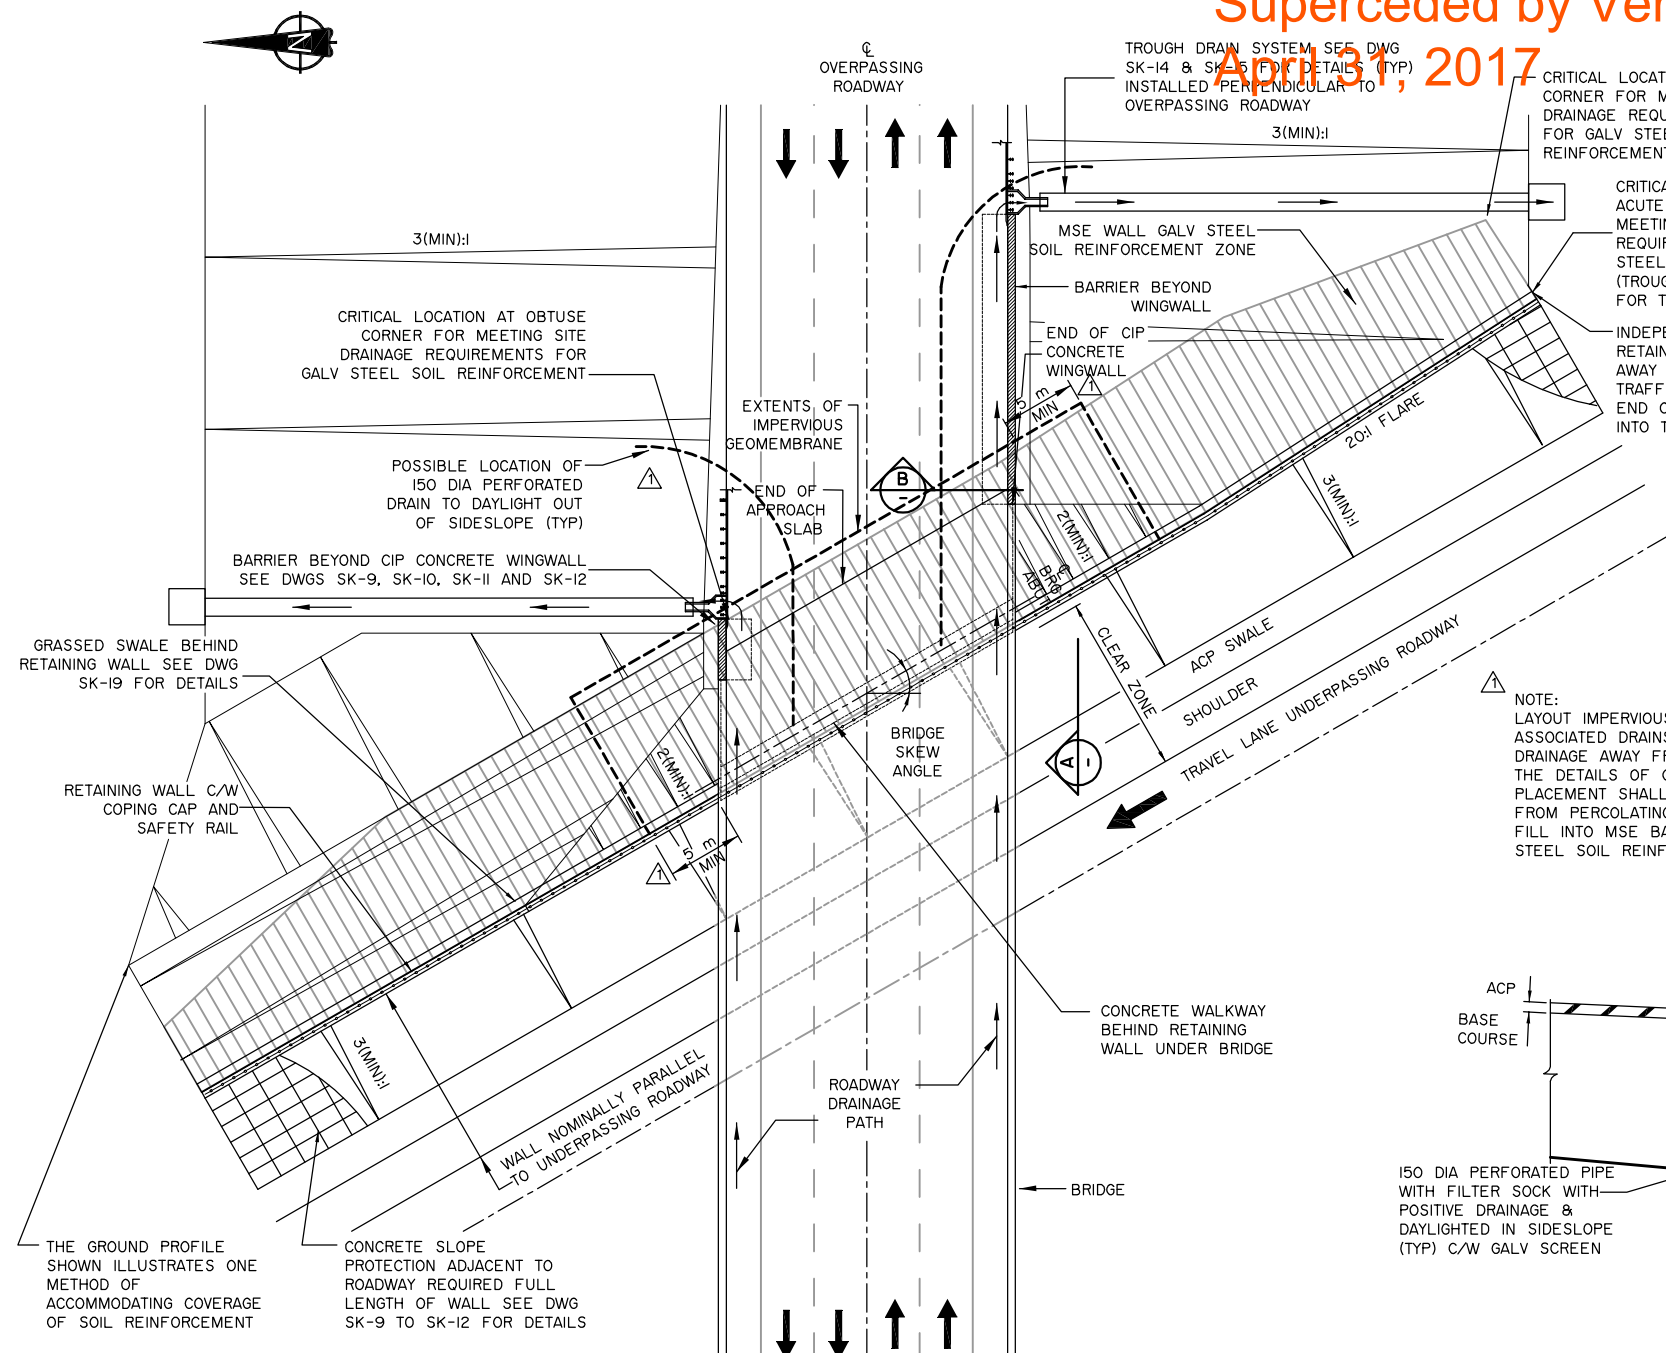 Superceded by Ver
April 31, 2017
N
℄
OVERPASSING
ROADWAY
TROUGH DRAIN SYSTEM SEE DWG
SK-14 & SK-15 FOR DETAILS (TYP)
INSTALLED PERPENDICULAR TO
OVERPASSING ROADWAY
CRITICAL LOCAT
CORNER FOR M
DRAINAGE REQU
FOR GALV STEE
REINFORCEMENT
3(MIN):1
CRITICA
ACUTE
MEETIN
REQUIR
STEEL
(TROUG
FOR T
MSE WALL GALV STEEL
SOIL REINFORCEMENT ZONE
3(MIN):1
BARRIER BEYOND
WINGWALL
CRITICAL LOCATION AT OBTUSE
CORNER FOR MEETING SITE
DRAINAGE REQUIREMENTS FOR
GALV STEEL SOIL REINFORCEMENT
END OF CIP
CONCRETE
WINGWALL
INDEPE
RETAIN
AWAY
TRAFF
END O
INTO T
5 m
MIN
1
EXTENTS OF
IMPERVIOUS
GEOMEMBRANE
20:1 FLARE
POSSIBLE LOCATION OF
150 DIA PERFORATED
DRAIN TO DAYLIGHT OUT
OF SIDESLOPE (TYP)
1
B
-
END OF
APPROACH
SLAB
3(MIN):1
2(MIN):1
BARRIER BEYOND CIP CONCRETE WINGWALL
SEE DWGS SK-9, SK-10, SK-11 AND SK-12
℄
BRG
ABUT
GRASSED SWALE BEHIND
RETAINING WALL SEE DWG
SK-19 FOR DETAILS
CLEAR ZONE
ACP SWALE
SHOULDER
TRAVEL LANE UNDERPASSING ROADWAY
1
NOTE:
LAYOUT IMPERVIOUS
ASSOCIATED DRAINS
DRAINAGE AWAY FR
THE DETAILS OF G
PLACEMENT SHALL
FROM PERCOLATING
FILL INTO MSE BA
STEEL SOIL REINF
BRIDGE
SKEW
ANGLE
A
-
2(MIN):1
RETAINING WALL C/W
COPING CAP AND
SAFETY RAIL
5 m
MIN
1
ACP
BASE
COURSE
CONCRETE WALKWAY
BEHIND RETAINING
WALL UNDER BRIDGE
3(MIN):1
WALL NOMINALLY PARALLEL
TO UNDERPASSING ROADWAY
ROADWAY
DRAINAGE
PATH
BRIDGE
150 DIA PERFORATED PIPE
WITH FILTER SOCK WITH
POSITIVE DRAINAGE &
DAYLIGHTED IN SIDESLOPE
(TYP) C/W GALV SCREEN
THE GROUND PROFILE
SHOWN ILLUSTRATES ONE
METHOD OF
ACCOMMODATING COVERAGE
OF SOIL REINFORCEMENT
CONCRETE SLOPE
PROTECTION ADJACENT TO
ROADWAY REQUIRED FULL
LENGTH OF WALL SEE DWG
SK-9 TO SK-12 FOR DETAILS